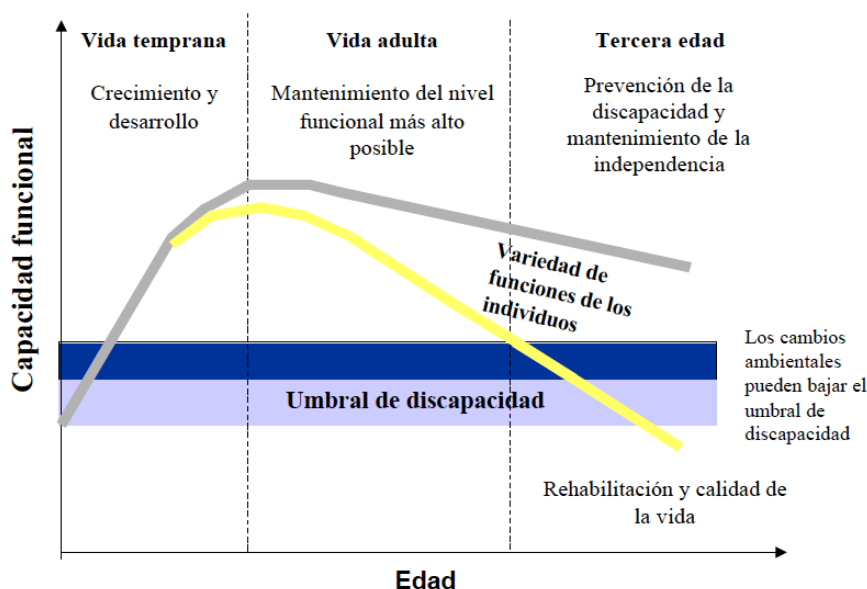 Vida temprana
Crecimiento y
desarrollo
Vida adulta
Mantenimiento del nivel
funcional más alto
posible
Tercera edad
Prevención de la
discapacidad y
mantenimiento de la
independencia
Capacidad funcional
Variedad de
funciones de los
individuos
Umbral de discapacidad
Los cambios
ambientales
pueden bajar el
umbral de
discapacidad
Rehabilitación y calidad de
la vida
Edad